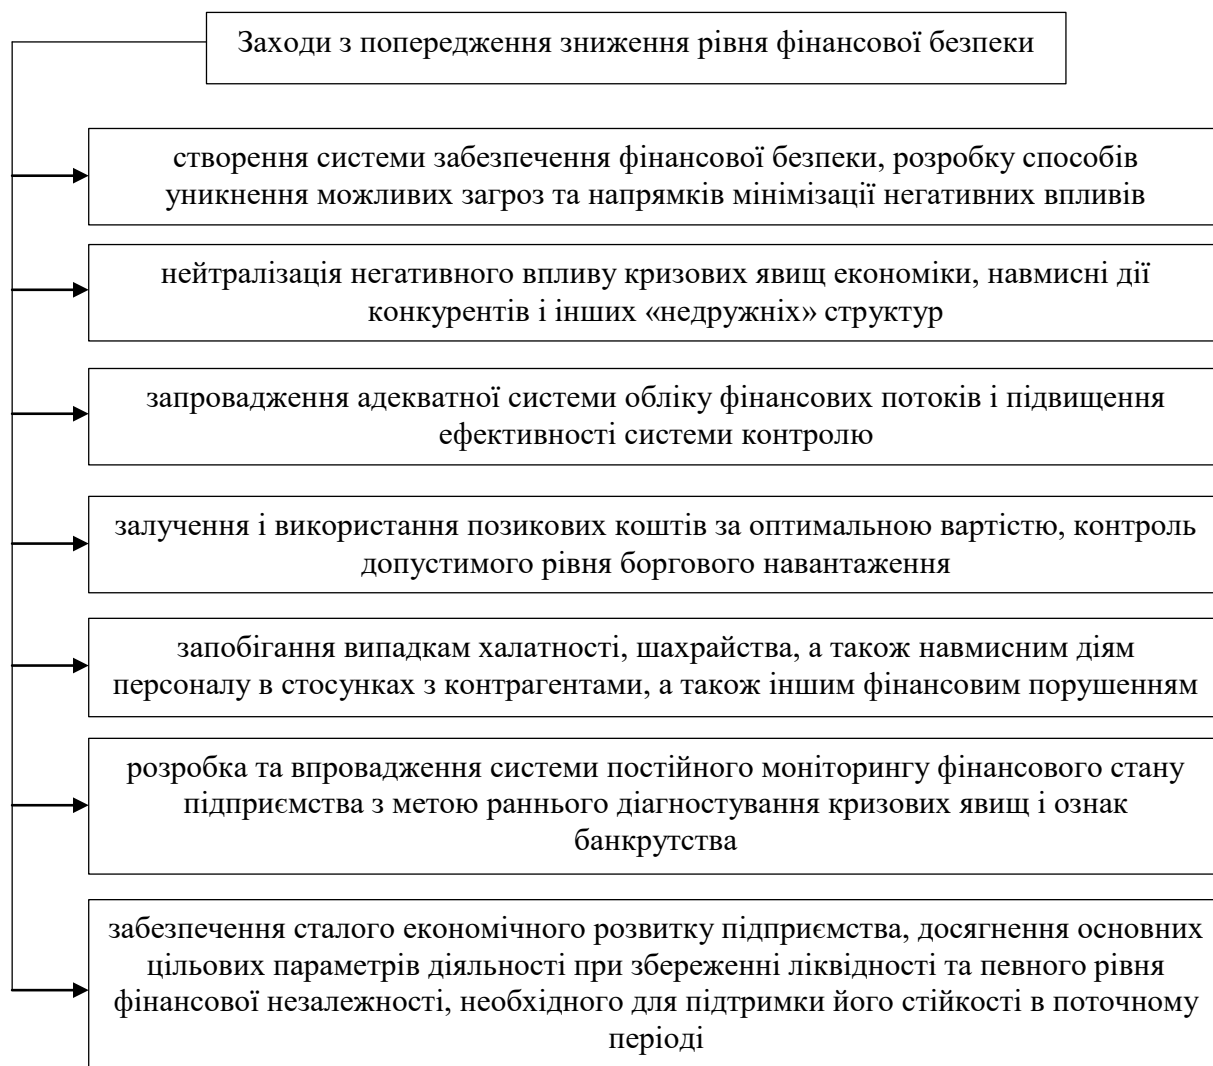 Заходи з попередження зниження рівня фінансової безпеки
створення системи забезпечення фінансової безпеки, розробку способів
уникнення можливих загроз та напрямків мінімізації негативних впливів
нейтралізація негативного впливу кризових явищ економіки, навмисні дії
конкурентів і інших «недружніх» структур
запровадження адекватної системи обліку фінансових потоків і підвищення
ефективності системи контролю
залучення і використання позикових коштів за оптимальною вартістю, контроль
допустимого рівня боргового навантаження
запобігання випадкам халатності, шахрайства, а також навмисним діям
персоналу в стосунках з контрагентами, а також іншим фінансовим порушенням
розробка та впровадження системи постійного моніторингу фінансового стану
підприємства з метою раннього діагностування кризових явищ і ознак
банкрутства
забезпечення сталого економічного розвитку підприємства, досягнення основних
цільових параметрів діяльності при збереженні ліквідності та певного рівня
фінансової незалежності, необхідного для підтримки його стійкості в поточному
періоді